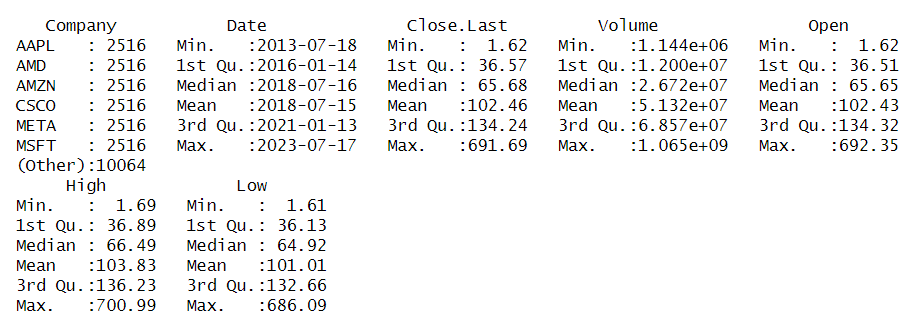 Company          Date               Close.Last         Volume               Open
AAPL   : 2516   Min.   :2013-07-18   Min.   :  1.62   Min.   :1.144e+06   Min.   :  1.62
AMD    : 2516   1st Qu.:2016-01-14   1st Qu.: 36.57   1st Qu.:1.200e+07   1st Qu.: 36.51
AMZN   : 2516   Median :2018-07-16   Median : 65.68   Median :2.672e+07   Median : 65.65
CSCO   : 2516   Mean   :2018-07-15   Mean   :102.46   Mean   :5.132e+07   Mean   :102.43
META   : 2516   3rd Qu.:2021-01-13   3rd Qu.:134.24   3rd Qu.:6.857e+07   3rd Qu.:134.32
MSFT   : 2516   Max.   :2023-07-17   Max.   :691.69   Max.   :1.065e+09   Max.   :692.35
(Other):10064
     High             Low
Min.   :  1.69   Min.   :  1.61
1st Qu.: 36.89   1st Qu.: 36.13
Median : 66.49   Median : 64.92
Mean   :103.83   Mean   :101.01
3rd Qu.:136.23   3rd Qu.:132.66
Max.   :700.99   Max.   :686.09